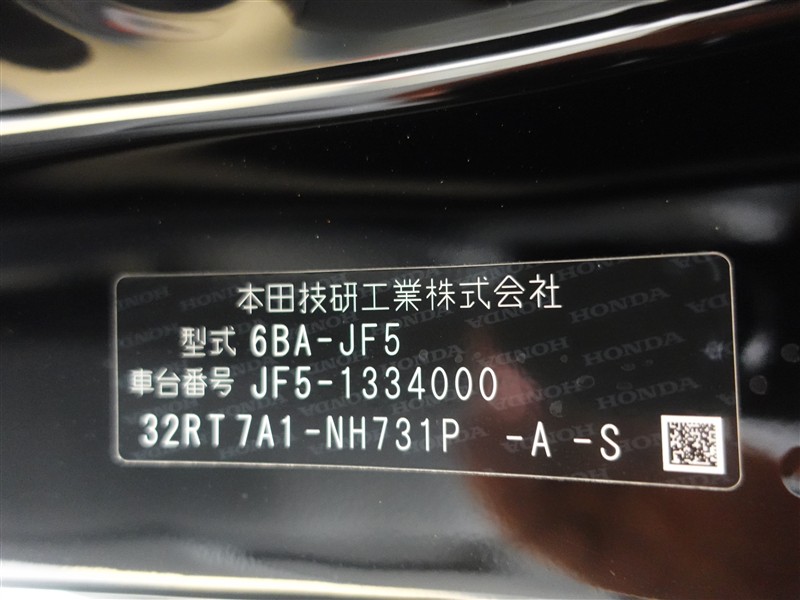 本田技研工業株式会社
型式 6BA-JF5
車台番号 JF5-1334000
32RT7A1-NH731P -A -S